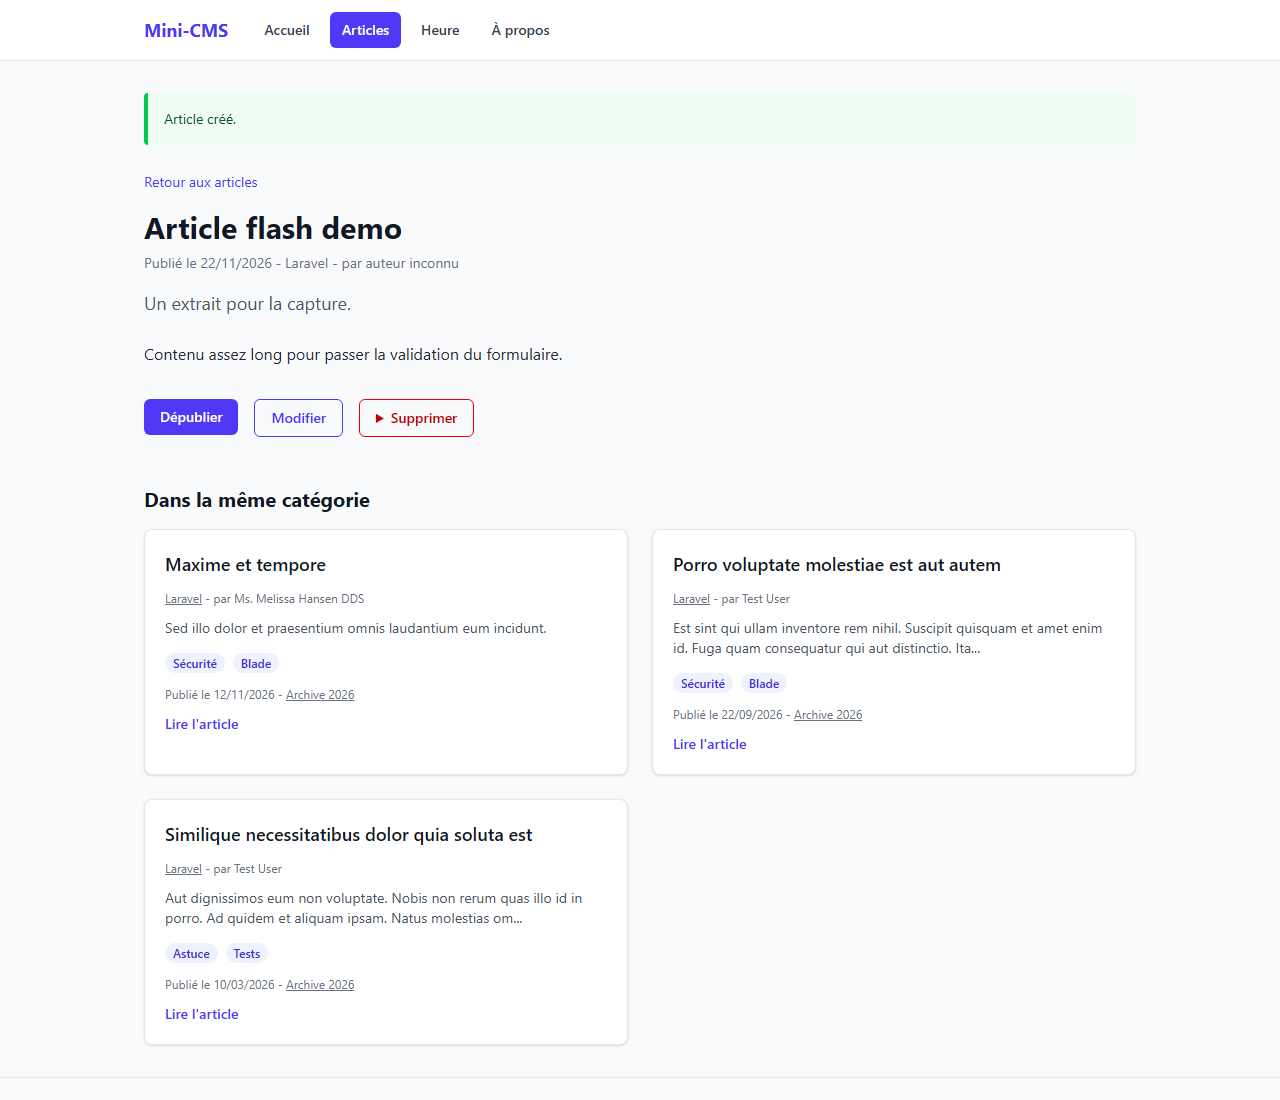 Mini-CMS Accueil Articles Heure À propos
Article créé.
Retour aux articles
Article flash demo
Publié le 22/11/2026 - Laravel - par auteur inconnu
Un extrait pour la capture.
Contenu assez long pour passer la validation du formulaire.
Dépublier Modifier Supprimer
Dans la même catégorie
Maxime et tempore
Laravel - par Ms. Melissa Hansen DDS
Sed illo dolor et praesentium omnis laudantium eum incidunt.
Sécurité Blade
Publié le 12/11/2026 - Archive 2026
Lire l'article
Porro voluptate molestiae est aut autem
Laravel - par Test User
Est sint qui ullam inventore rem nihil. Suscipit quisquam et amet enim
id. Fuga quam consequatur qui aut distinctio. Ita...
Sécurité Blade
Publié le 22/09/2026 - Archive 2026
Lire l'article
Similique necessitatibus dolor quia soluta est
Laravel - par Test User
Aut dignissimos eum non voluptate. Nobis non rerum quas illo id in
porro. Ad quidem et aliquam ipsam. Natus molestias om...
Astuce Tests
Publié le 10/03/2026 - Archive 2026
Lire l'article